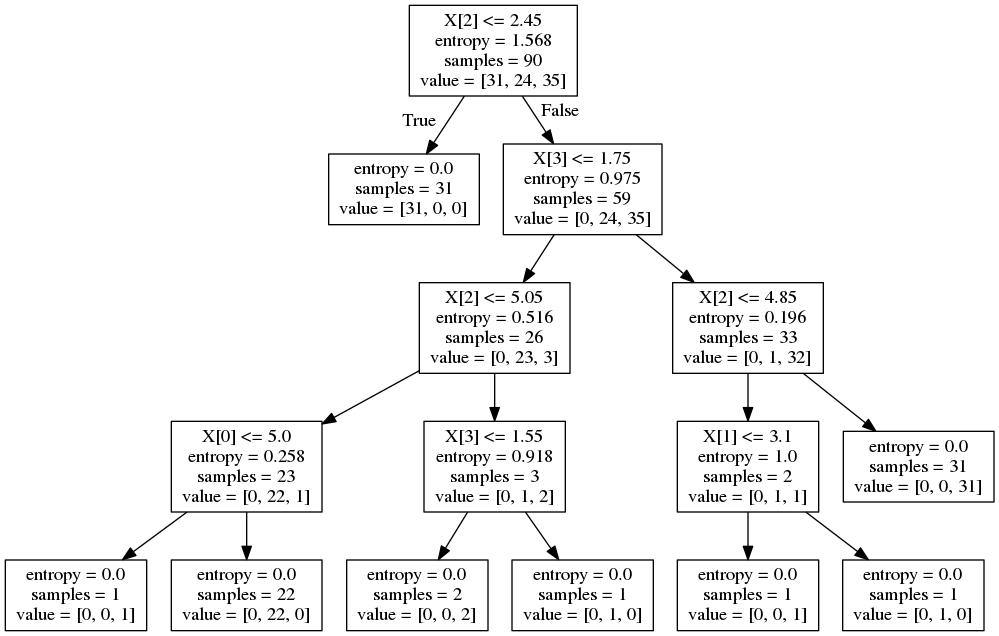 X[2] <= 2.45
entropy = 1.568
samples = 90
value = [31, 24, 35]
True
False
entropy = 0.0
samples = 31
value = [31, 0, 0]
X[3] <= 1.75
entropy = 0.975
samples = 59
value = [0, 24, 35]
X[2] <= 5.05
entropy = 0.516
samples = 26
value = [0, 23, 3]
X[2] <= 4.85
entropy = 0.196
samples = 33
value = [0, 1, 32]
X[0] <= 5.0
entropy = 0.258
samples = 23
value = [0, 22, 1]
X[3] <= 1.55
entropy = 0.918
samples = 3
value = [0, 1, 2]
X[1] <= 3.1
entropy = 1.0
samples = 2
value = [0, 1, 1]
entropy = 0.0
samples = 31
value = [0, 0, 31]
entropy = 0.0
samples = 1
value = [0, 0, 1]
entropy = 0.0
samples = 22
value = [0, 22, 0]
entropy = 0.0
samples = 2
value = [0, 0, 2]
entropy = 0.0
samples = 1
value = [0, 1, 0]
entropy = 0.0
samples = 1
value = [0, 0, 1]
entropy = 0.0
samples = 1
value = [0, 1, 0]